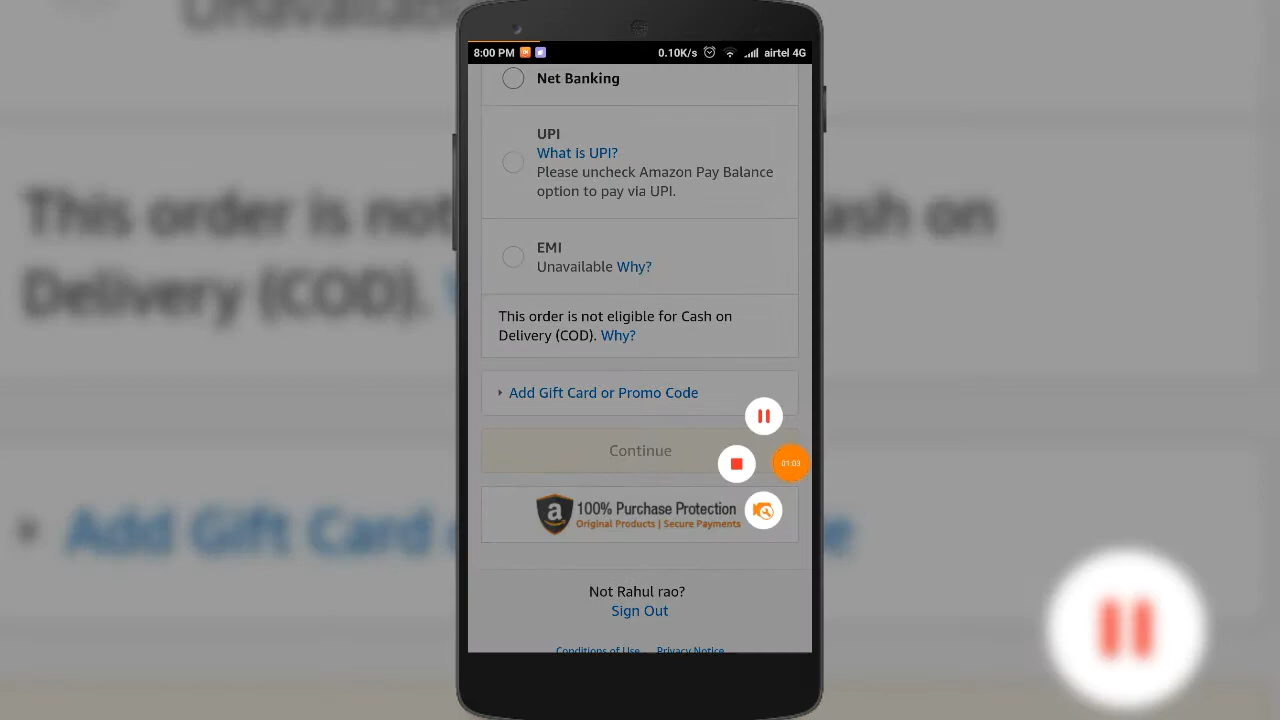 8:00 PM
0.10K/s airtel 4G
Net Banking
UPI
What is UPI?
Please uncheck Amazon Pay Balance
option to pay via UPI.
EMI
Unavailable Why?
This order is not eligible for Cash on
Delivery (COD). Why?
Add Gift Card or Promo Code
Continue
01:03
a 100% Purchase Protection
Original Products | Secure Payments
Not Rahul rao?
Sign Out
Conditions of Use Privacy Notice
Unavailable
This order is not
ash on
Delivery (COD).
Add Gift Card